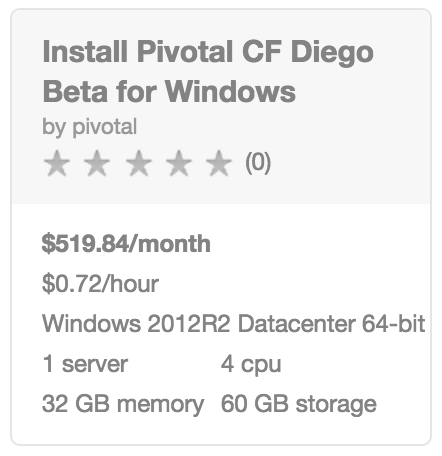 Install Pivotal CF Diego
Beta for Windows
by pivotal
(0)
$519.84/month
$0.72/hour
Windows 2012R2 Datacenter 64-bit
1 server 4 cpu
32 GB memory 60 GB storage